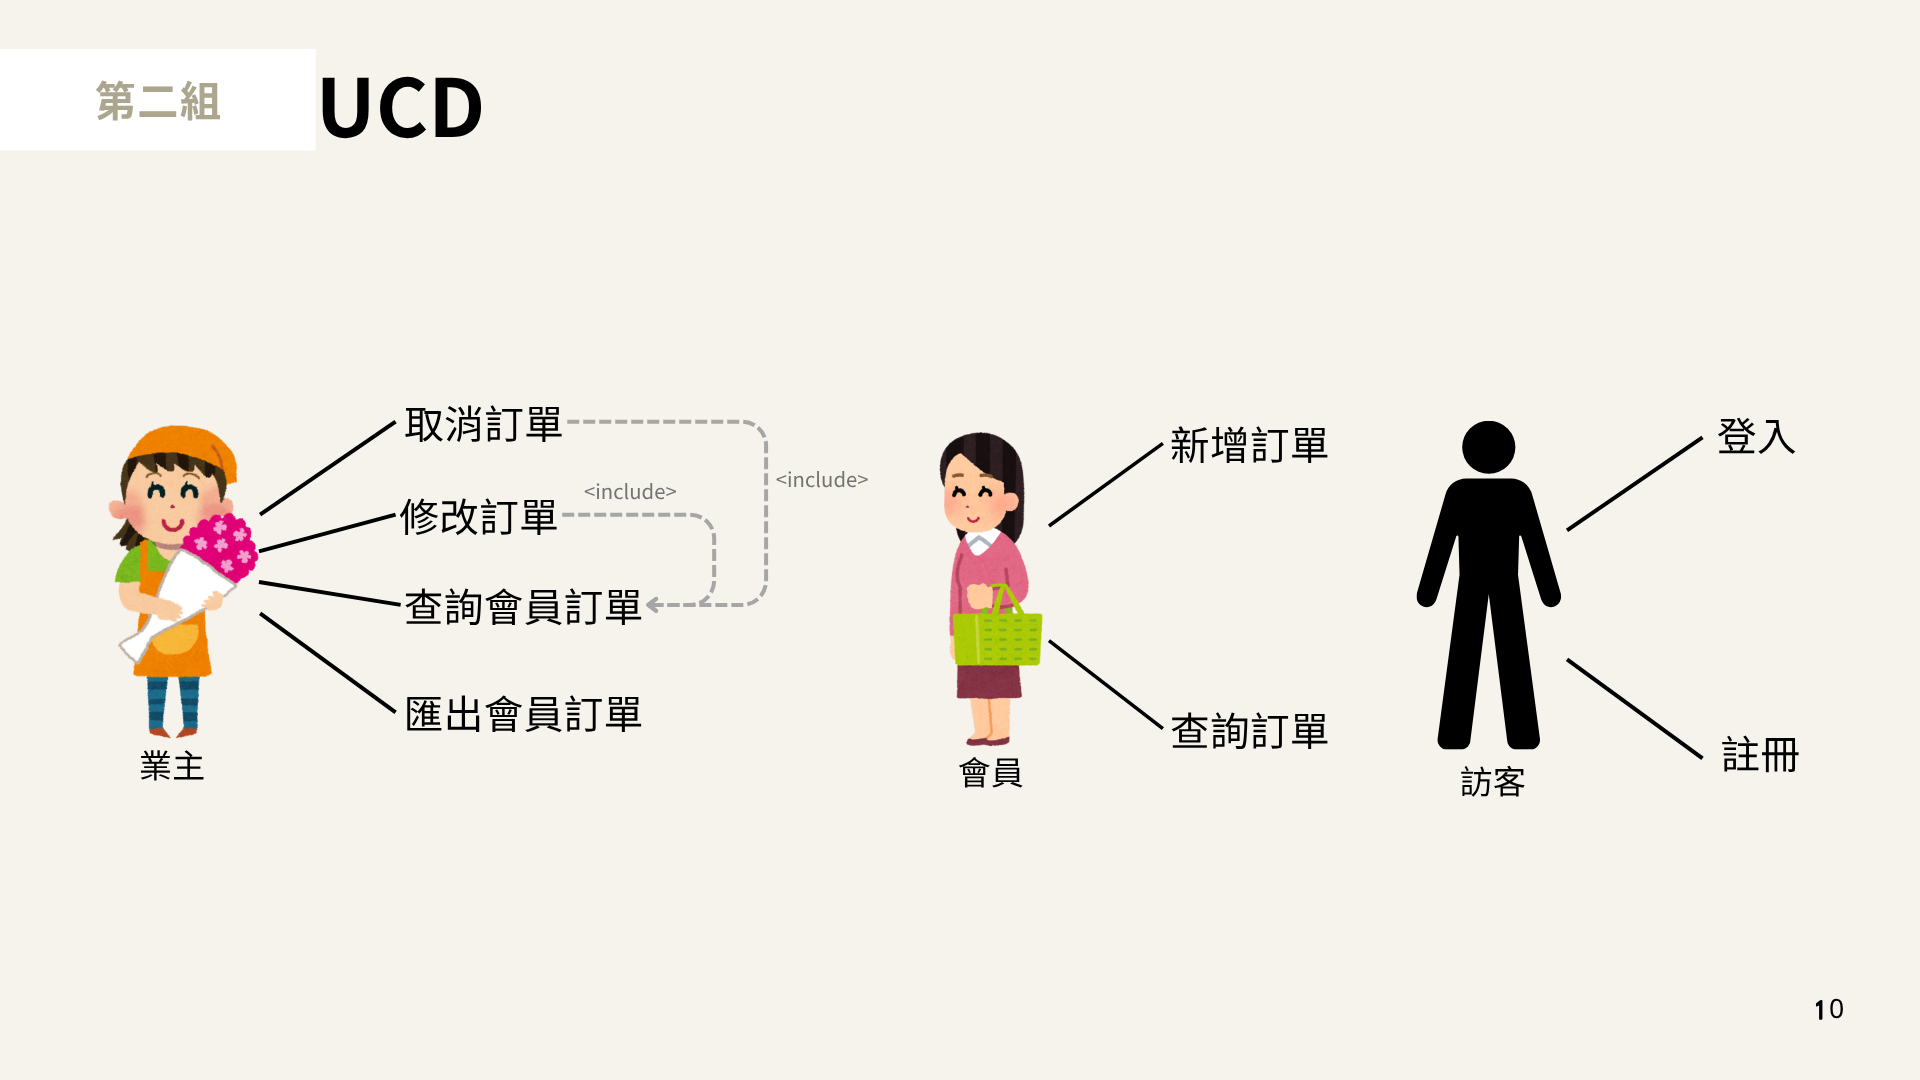 第二組
UCD
取消訂單
<include>
修改訂單
<include>
查詢會員訂單
匯出會員訂單
業主
新增訂單
查詢訂單
會員
登入
註冊
訪客
10